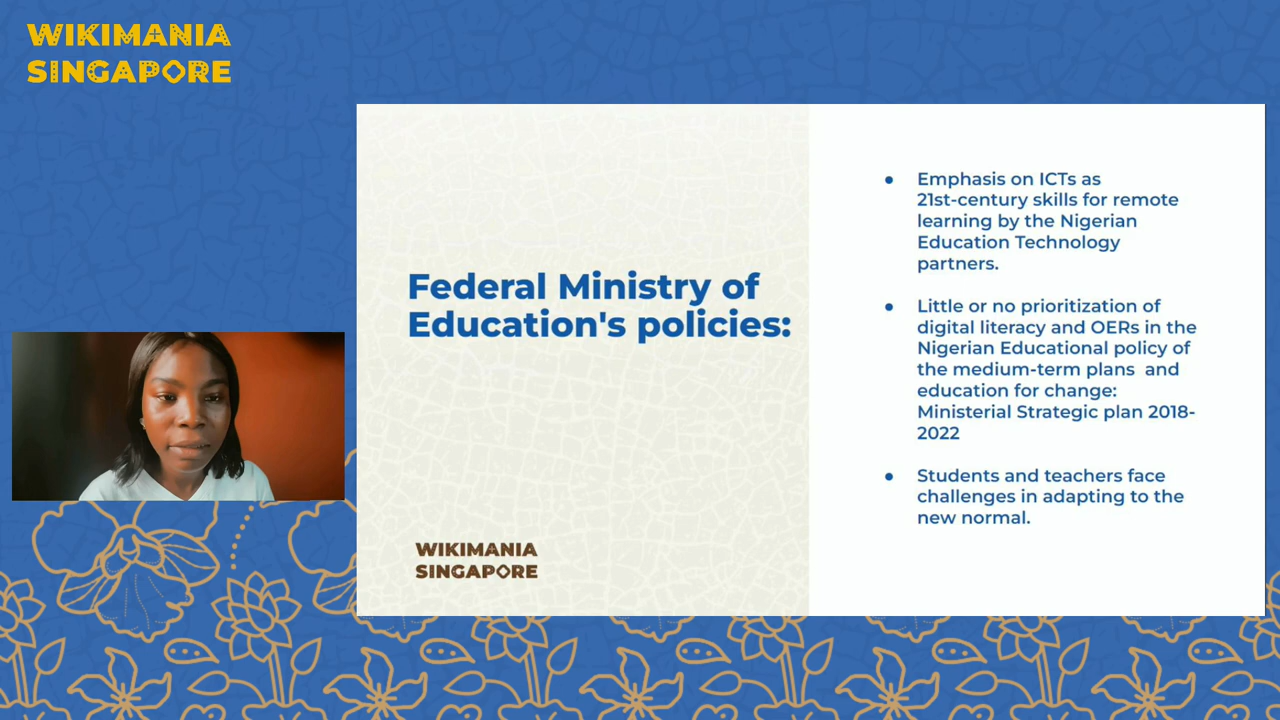 WIKIMANIA
SINGAPORE
Federal Ministry of
Education's policies:
WIKIMANIA
SINGAPORE
● Emphasis on ICTs as
21st-century skills for remote
learning by the Nigerian
Education Technology
partners.
● Little or no prioritization of
digital literacy and OERs in the
Nigerian Educational policy of
the medium-term plans and
education for change:
Ministerial Strategic plan 2018-
2022
● Students and teachers face
challenges in adapting to the
new normal.